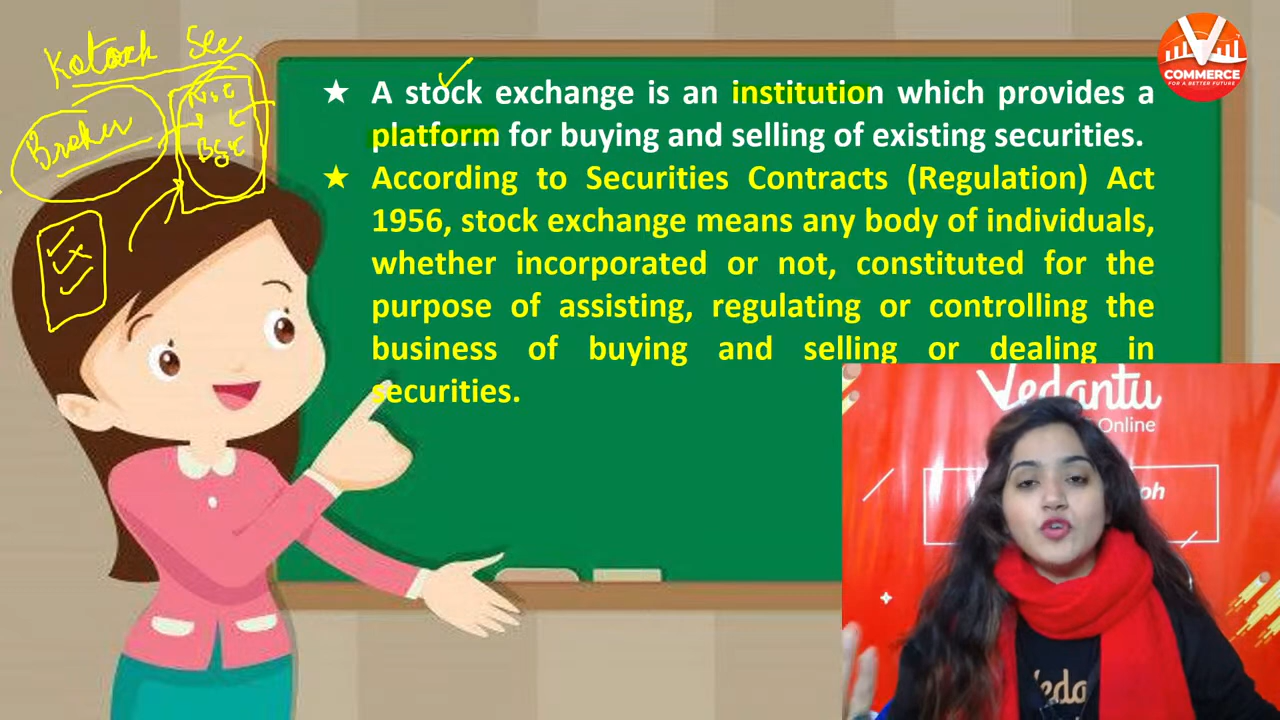 Kotack Sec
Broker
NSE
BSE
★ A stock exchange is an institution which provides a
platform for buying and selling of existing securities.
★ According to Securities Contracts (Regulation) Act
1956, stock exchange means any body of individuals,
whether incorporated or not, constituted for the
purpose of assisting, regulating or controlling the
business of buying and selling or dealing in
securities.
V
COMMERCE
FOR A BETTER FUTURE
Vedantu
Online
oh
Veda